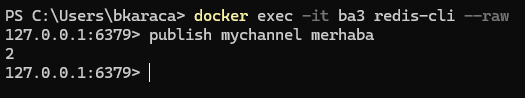 PS C:\Users\bkaraca> docker exec -it ba3 redis-cli --raw
127.0.0.1:6379> publish mychannel merhaba
2
127.0.0.1:6379>